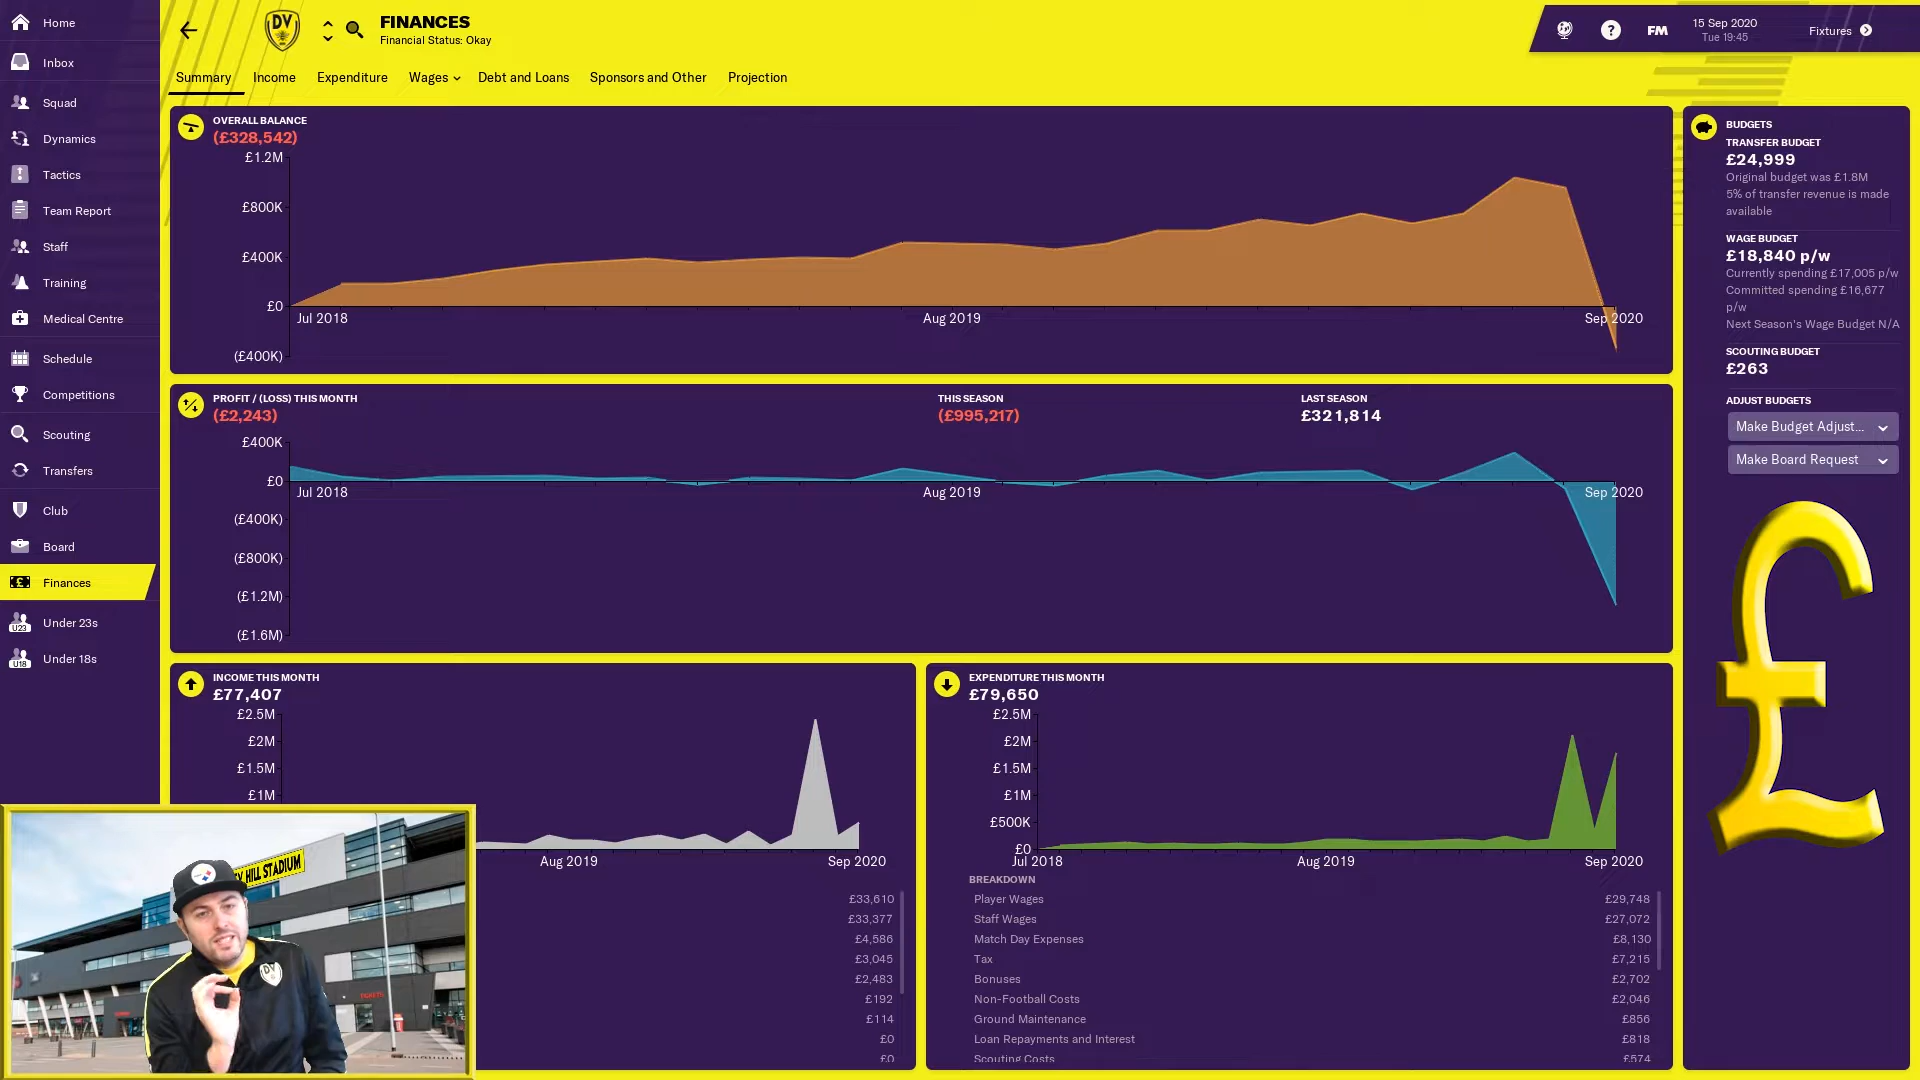 Home
Inbox
Squad
Dynamics
Tactics
Team Report
Staff
Training
Medical Centre
Schedule
Competitions
Scouting
Transfers
Club
Board
Finances
U23
Under 23s
U18
Under 18s
DV
FINANCES
Financial Status: Okay
?
FM
15 Sep 2020
Tue 19:45
Fixtures
Summary
Income
Expenditure
Wages
Debt and Loans
Sponsors and Other
Projection
OVERALL BALANCE
(£328,542)
£1.2M
£800K
£400K
£0
(£400K)
Jul 2018
Aug 2019
Sep 2020
PROFIT / (LOSS) THIS MONTH
(£2,243)
THIS SEASON
(£995,217)
LAST SEASON
£321,814
£400K
£0
(£400K)
(£800K)
(£1.2M)
(£1.6M)
Jul 2018
Aug 2019
Sep 2020
INCOME THIS MONTH
£77,407
£2.5M
£2M
£1.5M
£1M
Aug 2019
Sep 2020
£33,610
£33,377
£4,586
£3,045
£2,483
£192
£114
£0
£0
EXPENDITURE THIS MONTH
£79,650
£2.5M
£2M
£1.5M
£1M
£500K
£0
Jul 2018
Aug 2019
Sep 2020
BREAKDOWN
Player Wages £29,748
Staff Wages £27,072
Match Day Expenses £8,130
Tax £7,215
Bonuses £2,702
Non-Football Costs £2,046
Ground Maintenance £856
Loan Repayments and Interest £818
Scouting Costs £574
BUDGETS
TRANSFER BUDGET
£24,999
Original budget was £1.8M
5% of transfer revenue is made
available
WAGE BUDGET
£18,840 p/w
Currently spending £17,005 p/w
Committed spending £16,677
p/w
Next Season's Wage Budget N/A
SCOUTING BUDGET
£263
ADJUST BUDGETS
Make Budget Adjust...
Make Board Request
£
HILL STADIUM
DV
TICKETS